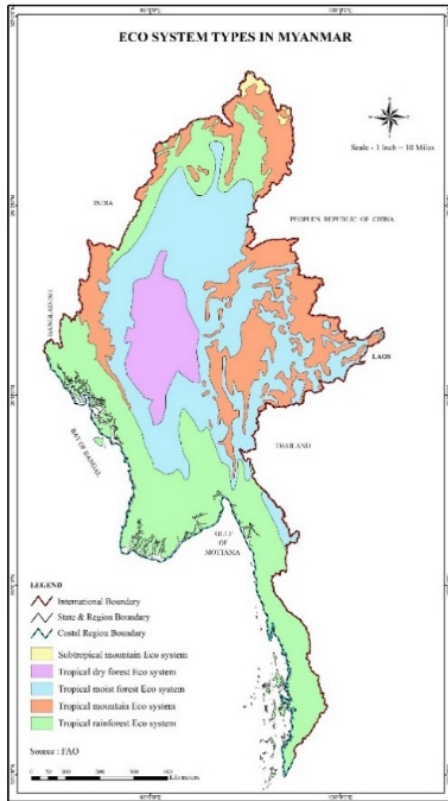 ECO SYSTEM TYPES IN MYANMAR
Scale - 1 Inch = 10 Miles
INDIA
PEOPLE'S REPUBLIC OF CHINA
BANGLADESH
LAOS
THAILAND
BAY OF BANGAL
GULF
OF
MOTTAMA
LEGEND
International Boundary
State & Region Boundary
Costal Region Boundary
Subtropical mountain Eco system
Tropical dry forest Eco system
Tropical moist forest Eco system
Tropical mountain Eco system
Tropical rainforest Eco system
Source : FAO
Kilometers